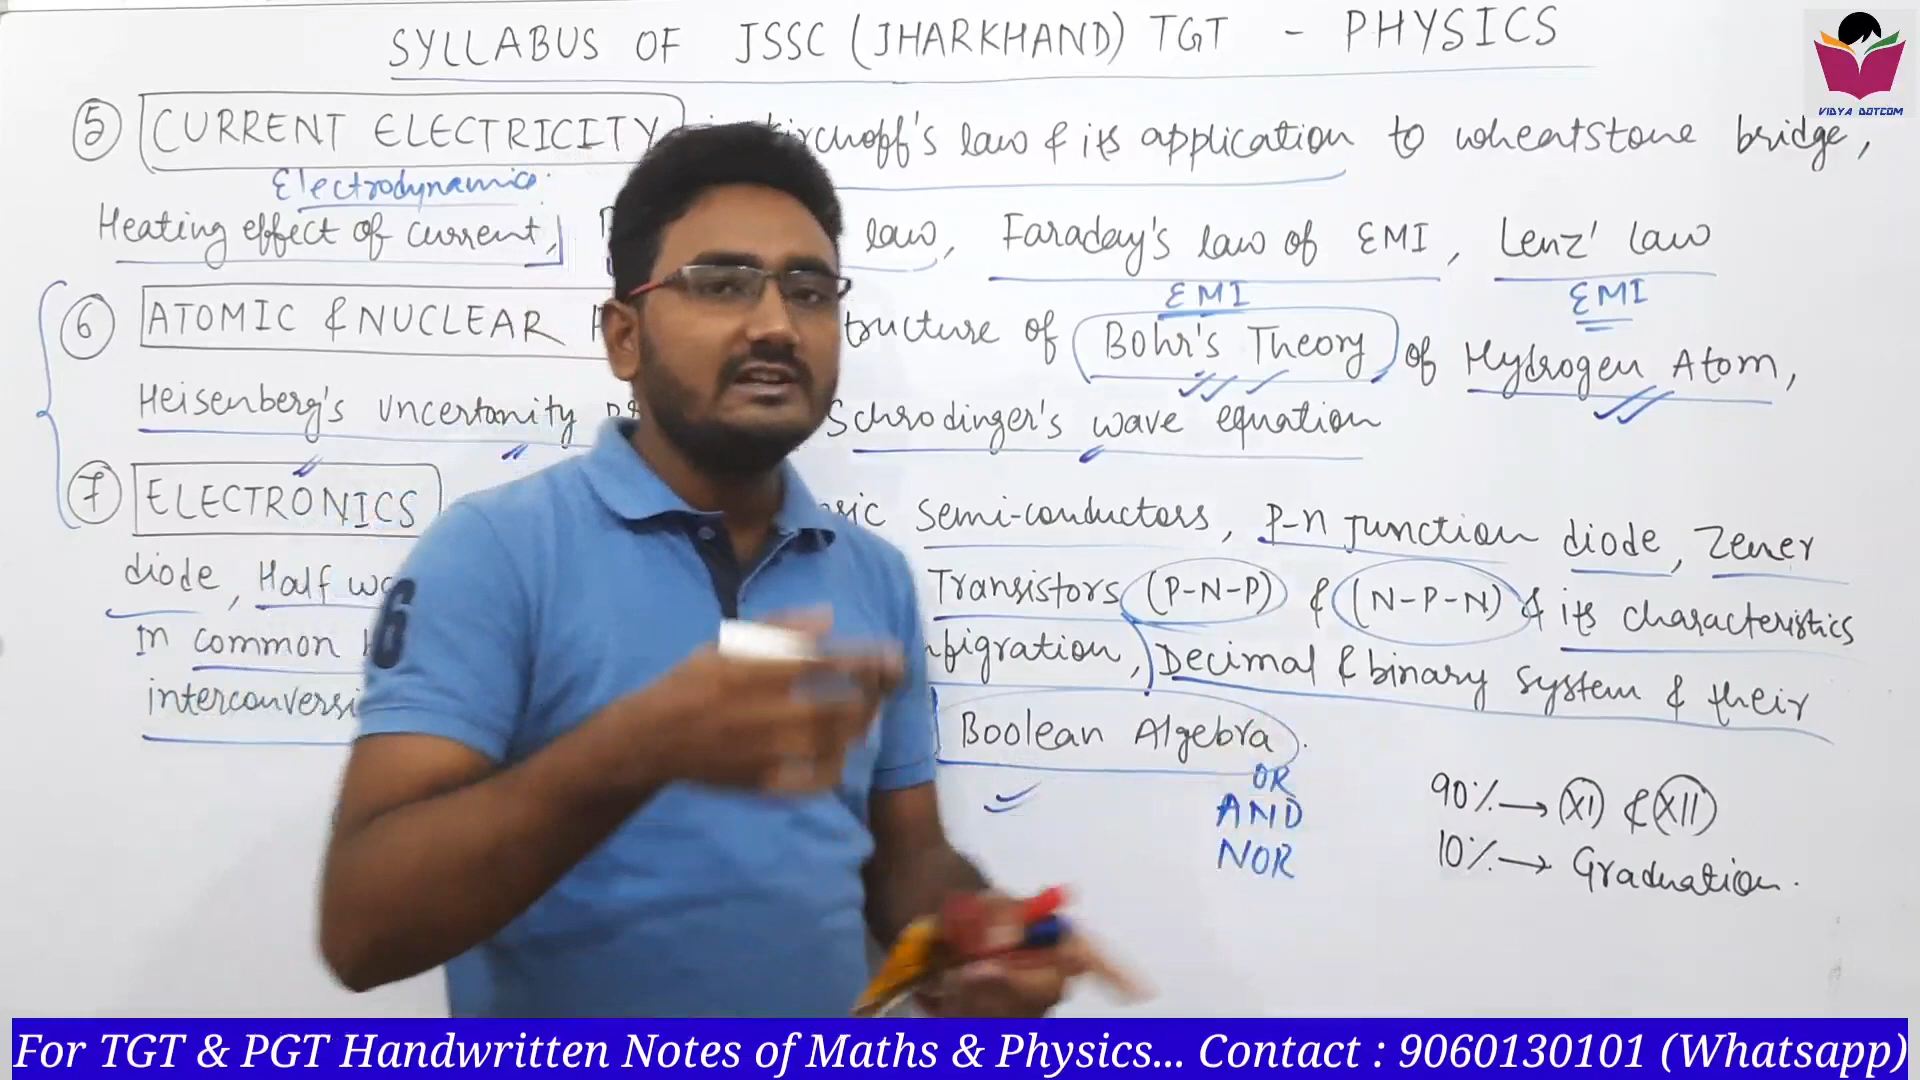 SYLLABUS OF JSSC (JHARKHAND) TGT - PHYSICS
VIDYA DOTCOM
5 CURRENT ELECTRICITY Kirchoff's law & its application to wheatstone bridge,
Electrodynamics
Heating effect of current, law, Faraday's law of EMI, Lenz' law
EMI EMI
6 ATOMIC & NUCLEAR structure of Bohr's Theory of Hydrogen Atom,
Heisenberg's uncertanity Schrodinger's wave equation
7 ELECTRONICS semi-conductors, P-n Junction diode, Zener
diode, Half Transistors (P-N-P) & (N-P-N) & its characteristics
In common Decimal & binary system & their
Boolean Algebra.
OR
AND
NOR
90% → XI & XII
10% → Graduation.
6
For TGT & PGT Handwritten Notes of Maths & Physics... Contact : 9060130101 (Whatsapp)